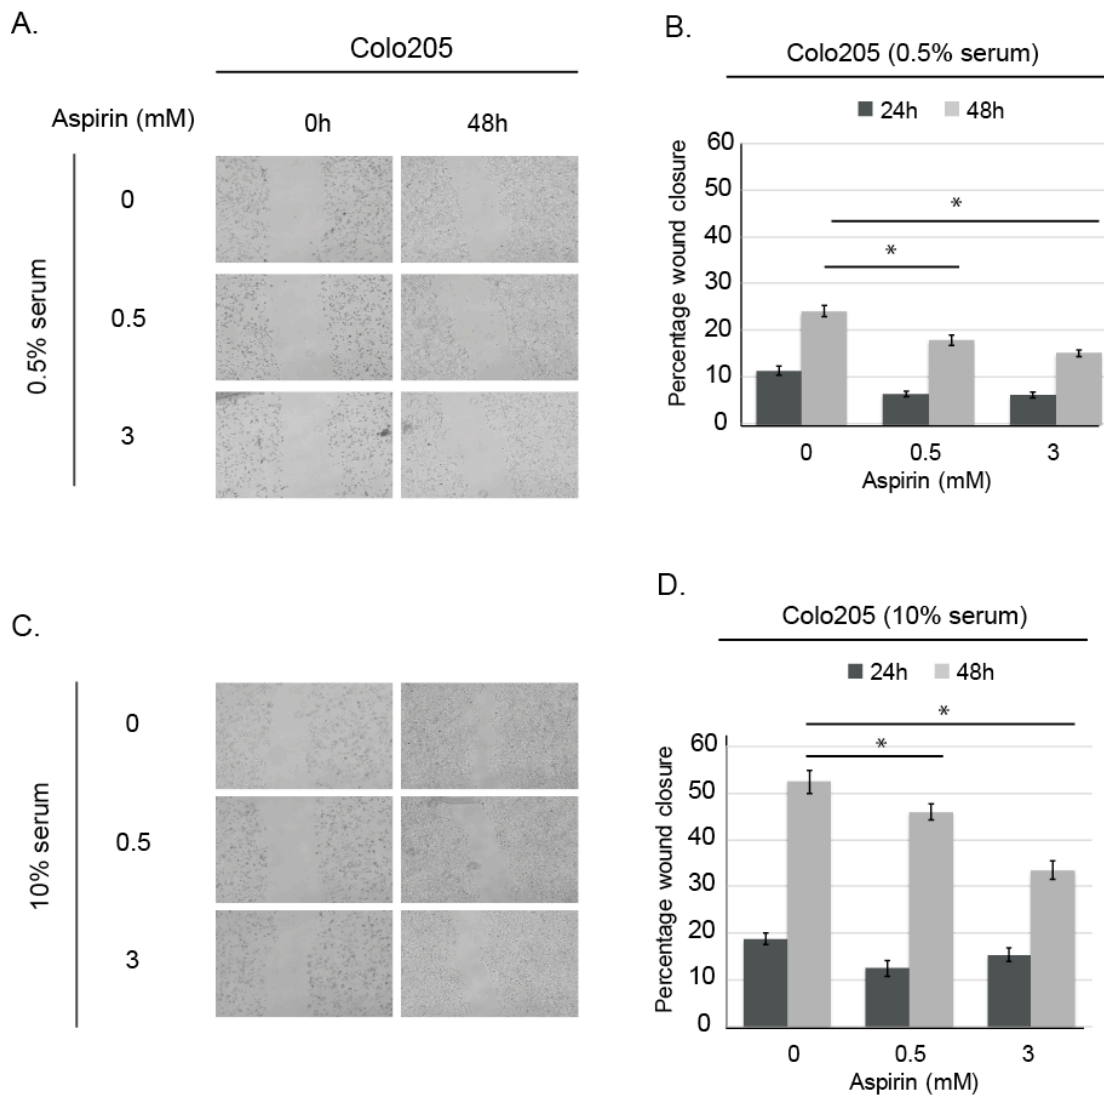 A.
Colo205
Aspirin (mM)
0h
48h
0.5% serum
0
0.5
3
B.
Colo205 (0.5% serum)
24h
48h
Percentage wound closure
60
50
40
30
20
10
0
*
*
0
0.5
3
Aspirin (mM)
C.
10% serum
0
0.5
3
D.
Colo205 (10% serum)
24h
48h
Percentage wound closure
60
50
40
30
20
10
0
*
*
0
0.5
3
Aspirin (mM)